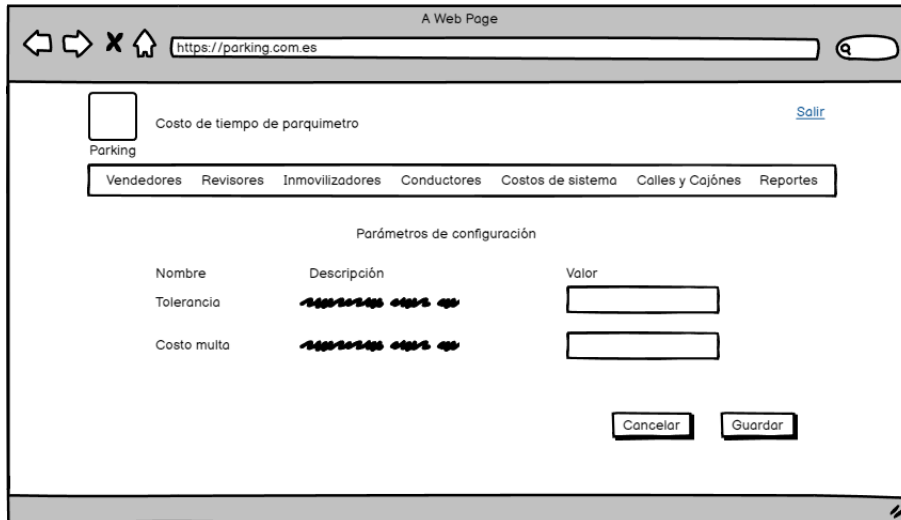 A Web Page
https://parking.com.es
Costo de tiempo de parquimetro
Salir
Parking
Vendedores Revisores Inmovilizadores Conductores Costos de sistema Calles y Cajónes Reportes
Parámetros de configuración
Nombre Descripción Valor
Tolerancia
Costo multa
Cancelar Guardar